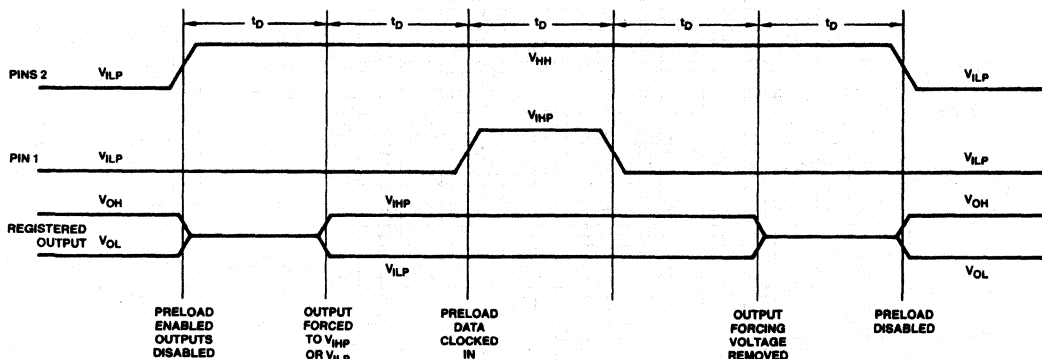 tD tD tD tD tD
PINS 2 VILP VHH VILP
PIN 1 VILP VIHP VILP
REGISTERED OUTPUT VOH VIHP VOH
VOL VILP VOL
PRELOAD
ENABLED
OUTPUTS
DISABLED
OUTPUT
FORCED
TO VIHP
OR VILP
PRELOAD
DATA
CLOCKED
IN
OUTPUT
FORCING
VOLTAGE
REMOVED
PRELOAD
DISABLED